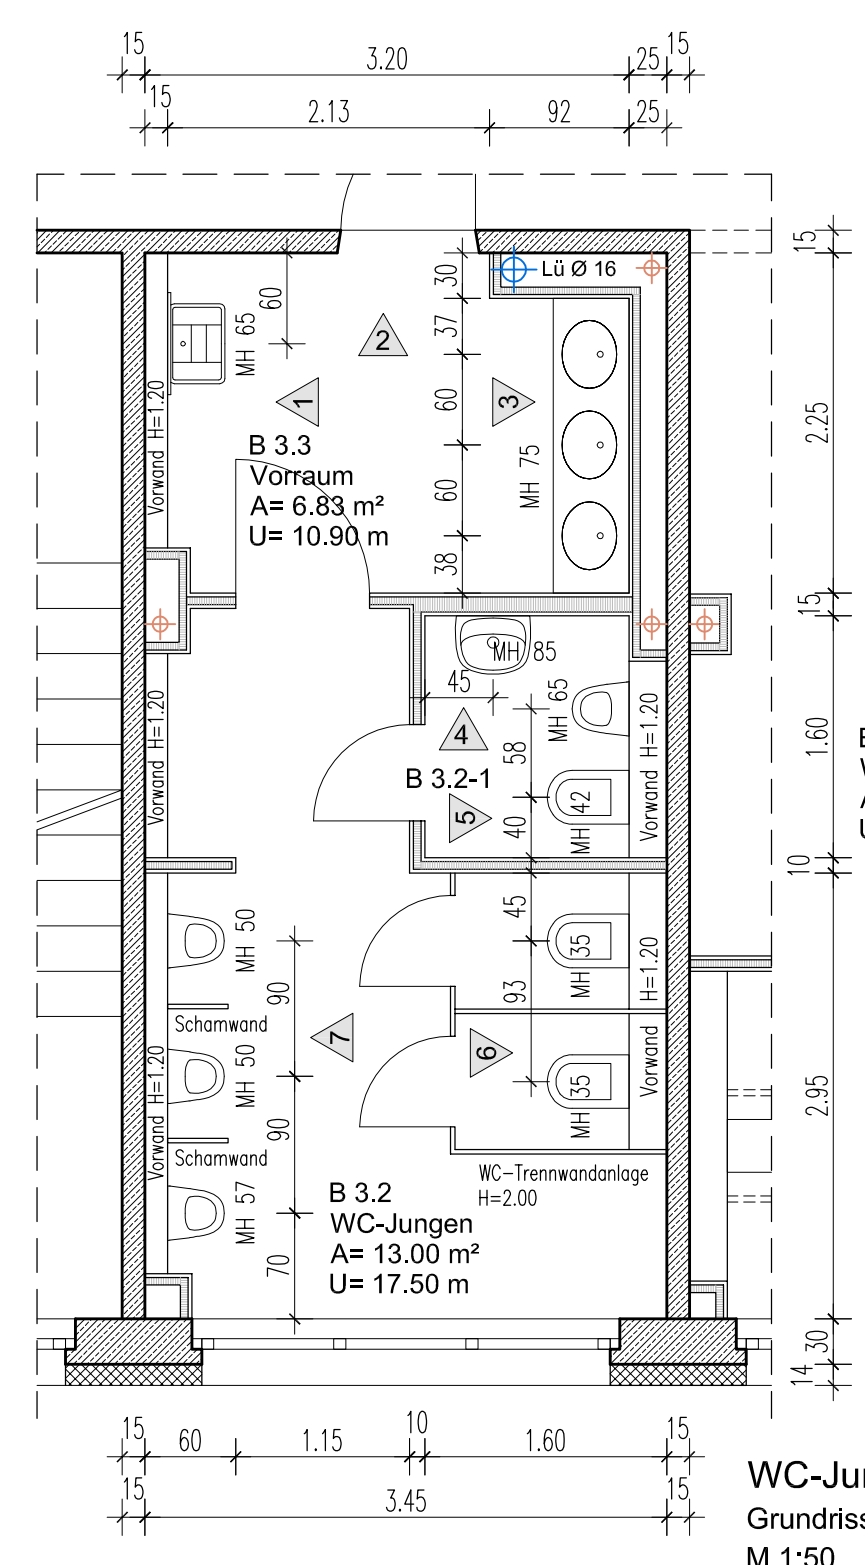 15
3.20
25
15
15
2.13
92
25
Lü Ø 16
15
30
60
MH 65
37
2
1
3
60
2.25
Vorwand H=1.20
B 3.3
Vorraum
A= 6.83 m²
U= 10.90 m
MH 75
60
38
15
MH 85
45
MH 65
4
58
Vorwand H=1.20
Vorwand H=1.20
1.60
B 3.2-1
5
MH 42
40
10
MH 50
45
MH 35
H=1.20
90
93
Schamwand
7
6
Vorwand
MH 50
MH 35
2.95
Vorwand H=1.20
90
Schamwand
WC-Trennwandanlage
H=2.00
MH 57
B 3.2
WC-Jungen
A= 13.00 m²
U= 17.50 m
70
30
14
15
60
1.15
10
1.60
15
15
3.45
15
WC-Jun
Grundriss
M 1:50